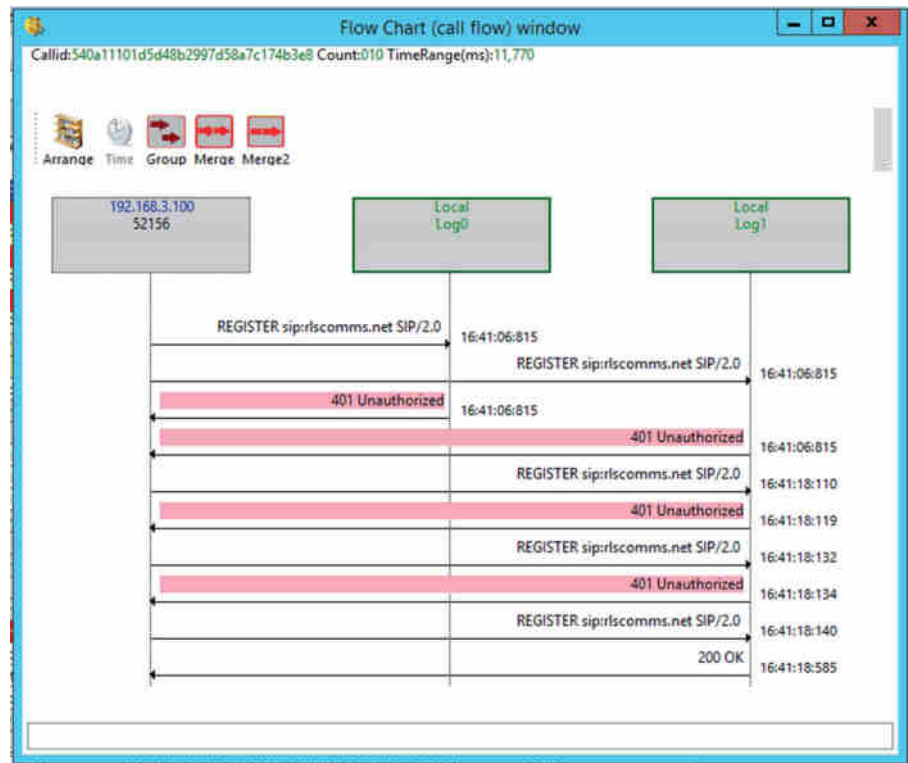 Flow Chart (call flow) window
Callid:540a11101d5d48b2997d58a7c174b3e8 Count:010 TimeRange(ms):11,770
Arrange Time Group Merge Merge2
192.168.3.100
52156
Local
Log0
Local
Log1
REGISTER sip:rlscomms.net SIP/2.0
16:41:06:815
REGISTER sip:rlscomms.net SIP/2.0
16:41:06:815
401 Unauthorized
16:41:06:815
401 Unauthorized
16:41:06:815
REGISTER sip:rlscomms.net SIP/2.0
16:41:18:110
401 Unauthorized
16:41:18:119
REGISTER sip:rlscomms.net SIP/2.0
16:41:18:132
401 Unauthorized
16:41:18:134
REGISTER sip:rlscomms.net SIP/2.0
16:41:18:140
200 OK
16:41:18:585